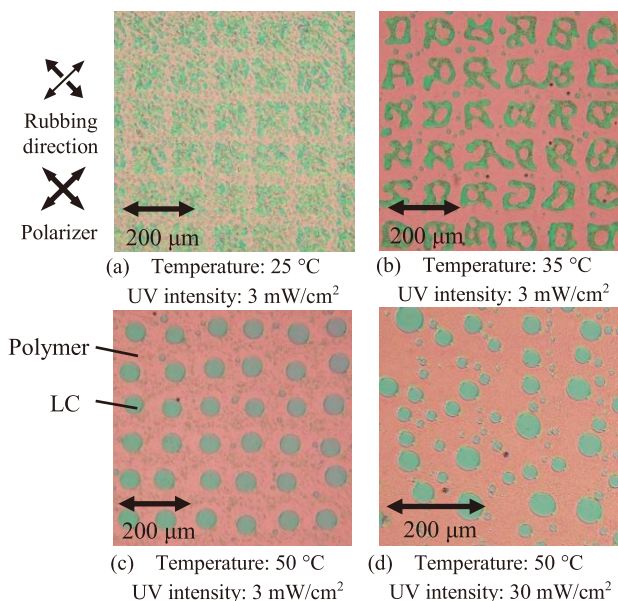 Rubbing
direction
Polarizer
200 μm
200 μm
(a) Temperature: 25 °C
UV intensity: 3 mW/cm²
(b) Temperature: 35 °C
UV intensity: 3 mW/cm²
Polymer
LC
200 μm
200 μm
(c) Temperature: 50 °C
UV intensity: 3 mW/cm²
(d) Temperature: 50 °C
UV intensity: 30 mW/cm²